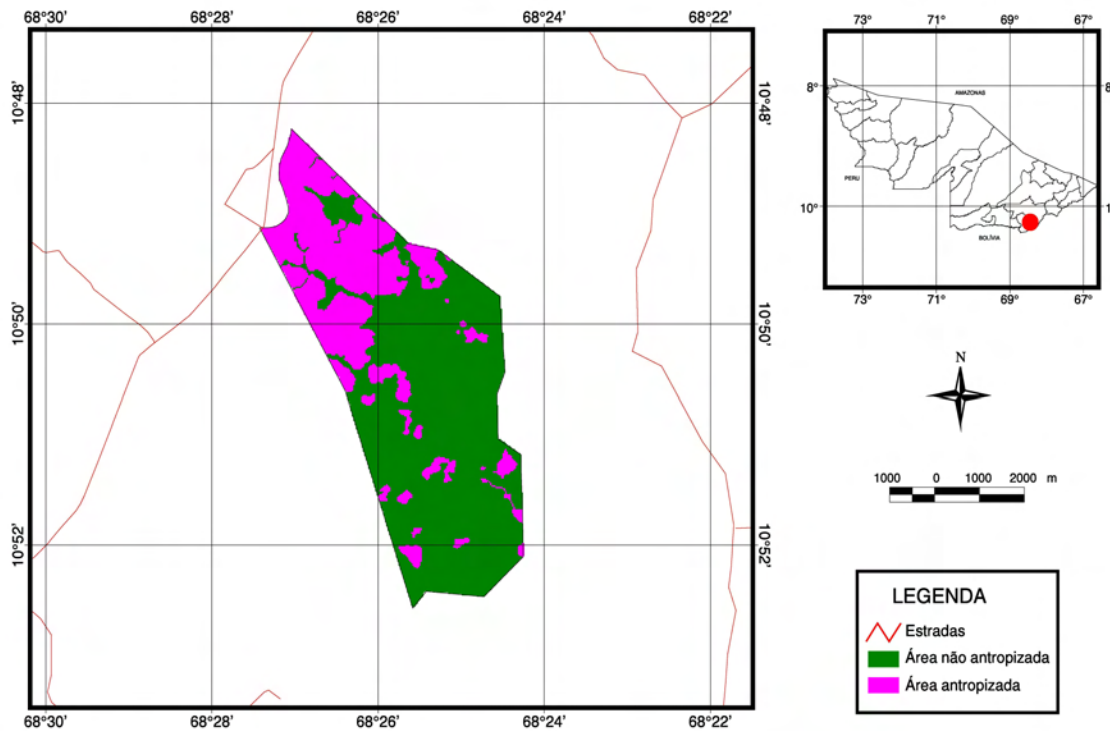 68°30' 68°28' 68°26' 68°24' 68°22'
10°48' 10°48'
10°50' 10°50'
10°52' 10°52'
68°30' 68°28' 68°26' 68°24' 68°22'
73° 71° 69° 67°
8° 8
AMAZONAS
PERU
10° 1
BOLÍVIA
73° 71° 69° 67°
N
1000 0 1000 2000 m
LEGENDA
Estradas
Área não antropizada
Área antropizada